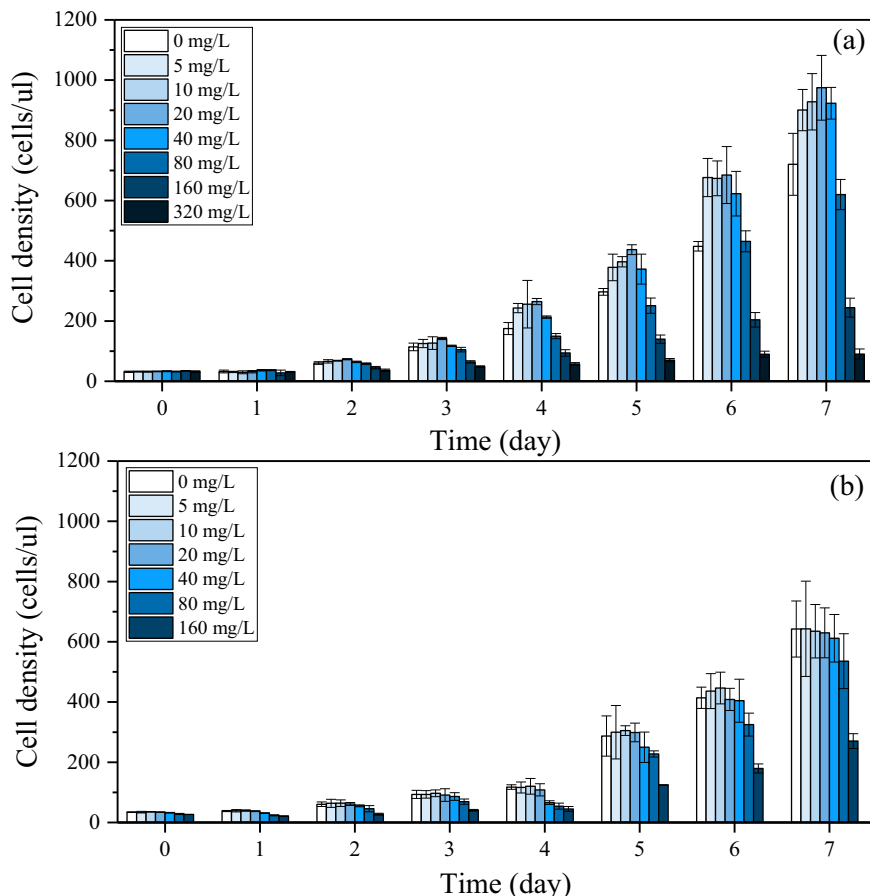 (a)
1200
1000
800
600
400
200
0
Cell density (cells/ul)
0 mg/L
5 mg/L
10 mg/L
20 mg/L
40 mg/L
80 mg/L
160 mg/L
320 mg/L
0 1 2 3 4 5 6 7
Time (day)
(b)
1200
1000
800
600
400
200
0
Cell density (cells/ul)
0 mg/L
5 mg/L
10 mg/L
20 mg/L
40 mg/L
80 mg/L
160 mg/L
0 1 2 3 4 5 6 7
Time (day)